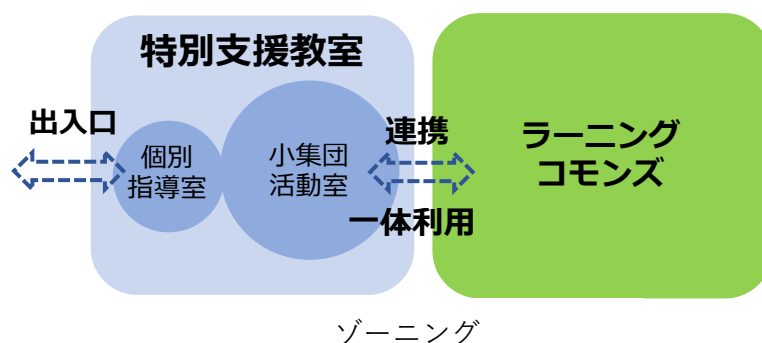 特別支援教室
出入口
個別
指導室
小集団
活動室
連携
一体利用
ラーニング
コモンズ
ゾーニング